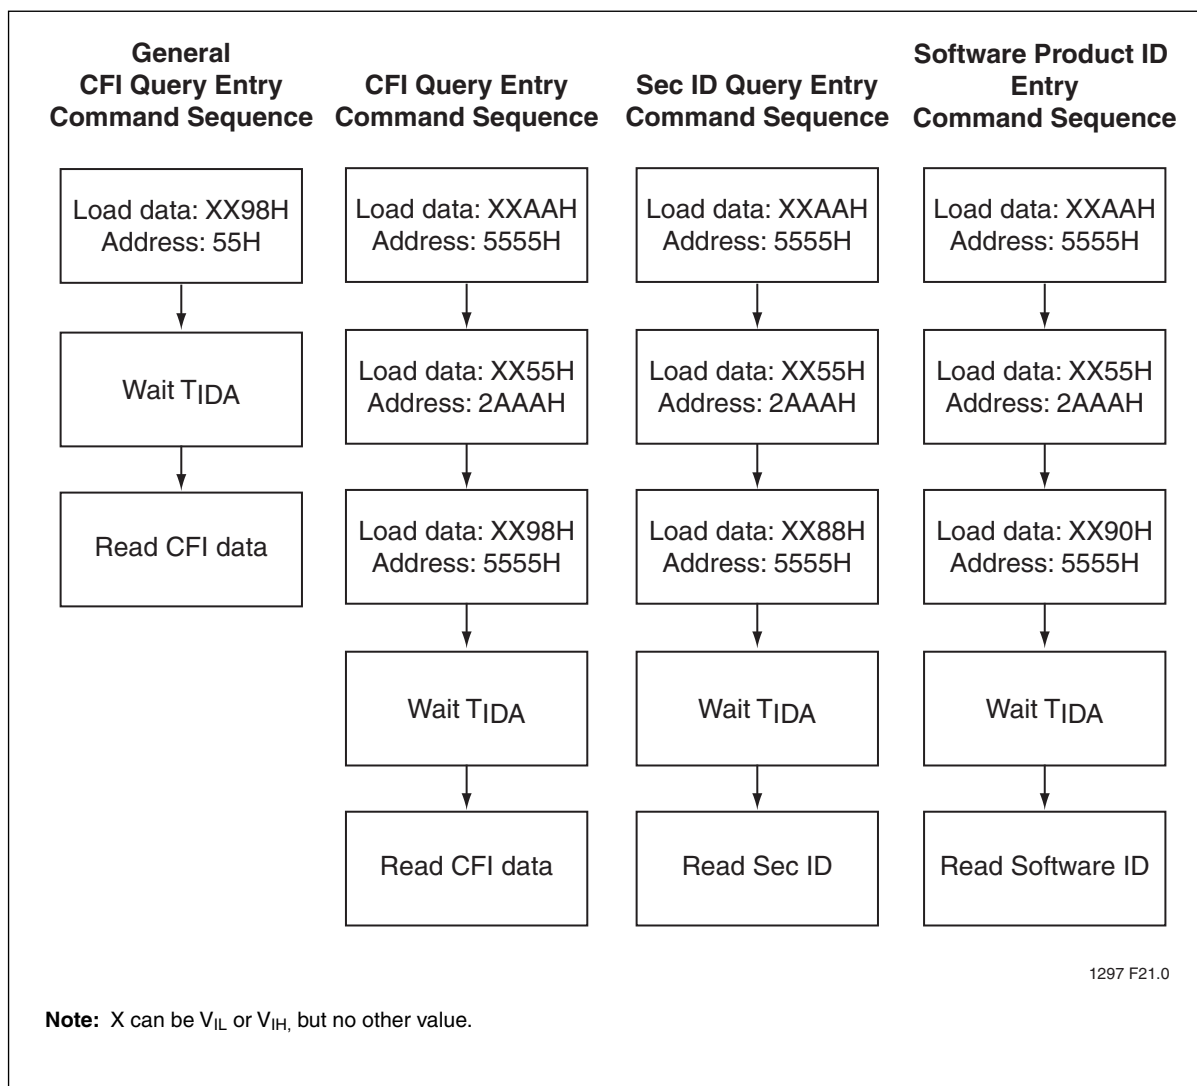 General
CFI Query Entry
Command Sequence
Load data: XX98H
Address: 55H
Wait TIDA
Read CFI data
CFI Query Entry
Command Sequence
Load data: XXAAH
Address: 5555H
Load data: XX55H
Address: 2AAAH
Load data: XX98H
Address: 5555H
Wait TIDA
Read CFI data
Sec ID Query Entry
Command Sequence
Load data: XXAAH
Address: 5555H
Load data: XX55H
Address: 2AAAH
Load data: XX88H
Address: 5555H
Wait TIDA
Read Sec ID
Software Product ID
Entry
Command Sequence
Load data: XXAAH
Address: 5555H
Load data: XX55H
Address: 2AAAH
Load data: XX90H
Address: 5555H
Wait TIDA
Read Software ID
1297 F21.0
Note: X can be VIL or VIH, but no other value.